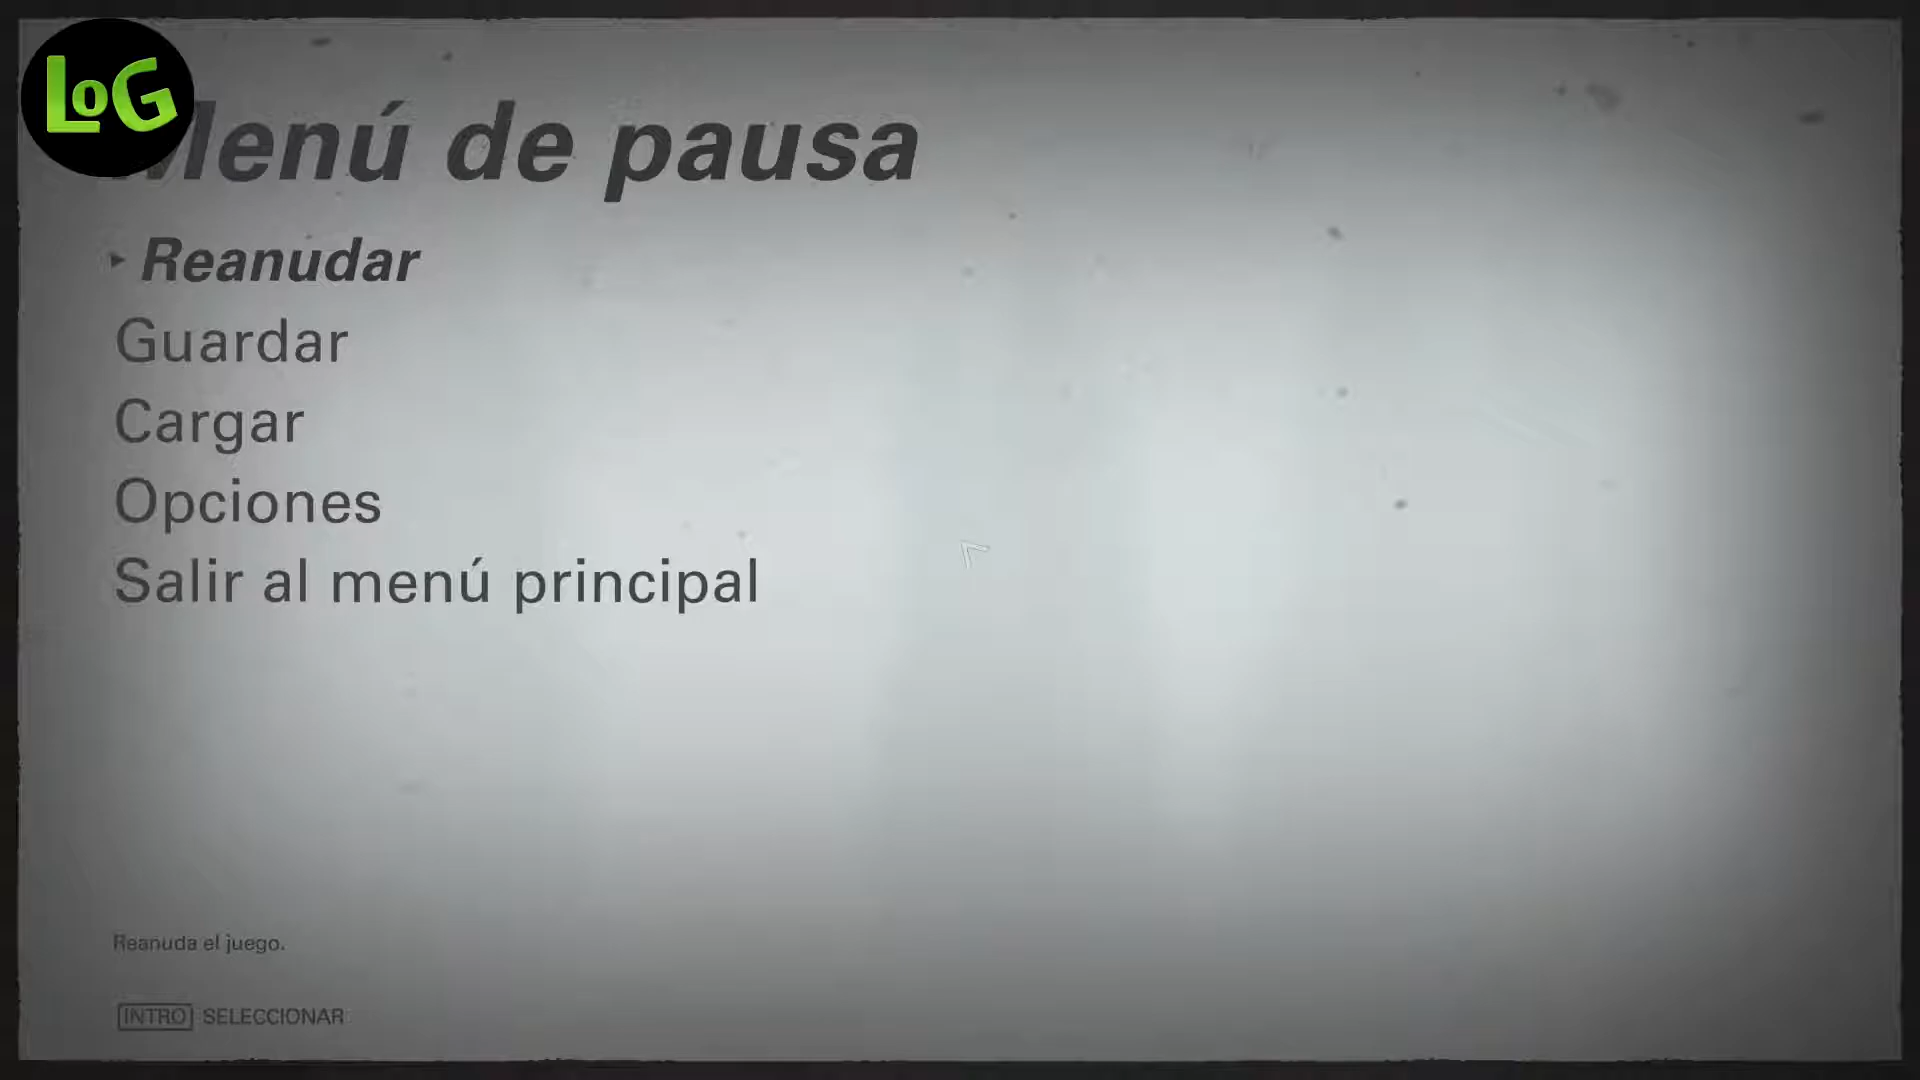 LOG
Menú de pausa
Reanudar
Guardar
Cargar
Opciones
Salir al menú principal
Reanuda el juego.
INTRO SELECCIONAR